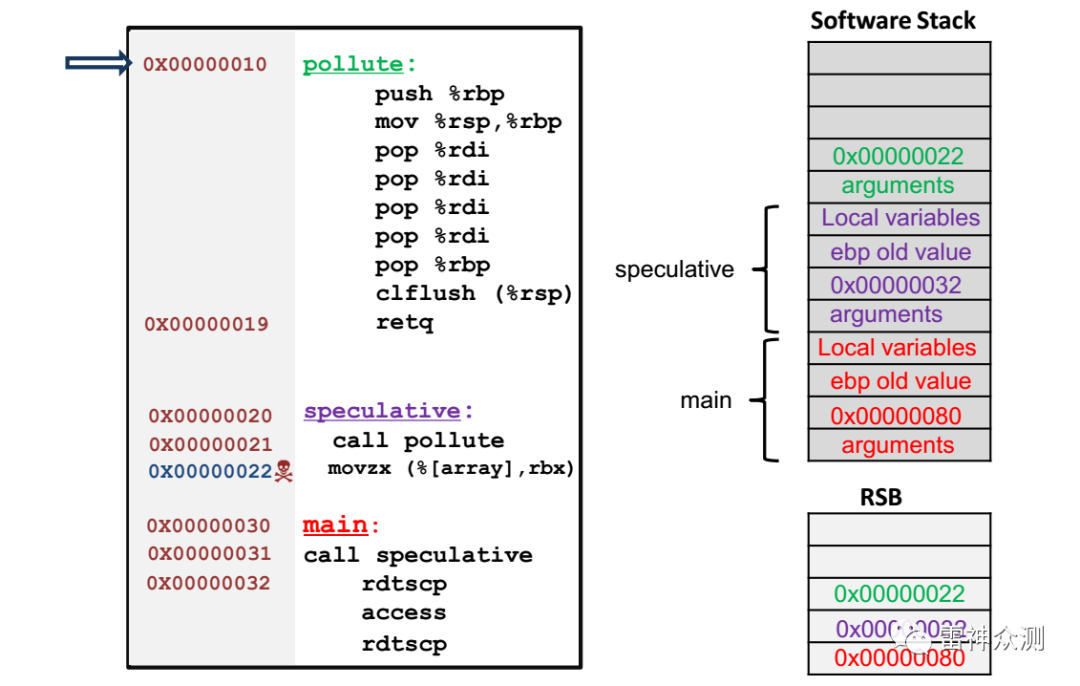 0X00000010 pollute:
push %rbp
mov %rsp,%rbp
pop %rdi
pop %rdi
pop %rdi
pop %rdi
pop %rbp
clflush (%rsp)
0X00000019 retq
0X00000020 speculative:
0X00000021 call pollute
0X00000022 movzx (%[array],rbx)
0X00000030 main:
0X00000031 call speculative
0X00000032 rdtscp
access
rdtscp
Software Stack
0x00000022
arguments
Local variables
ebp old value
0x00000032
arguments
Local variables
ebp old value
0x00000080
arguments
speculative
main
RSB
0x00000022
0x00000080
雷神众测